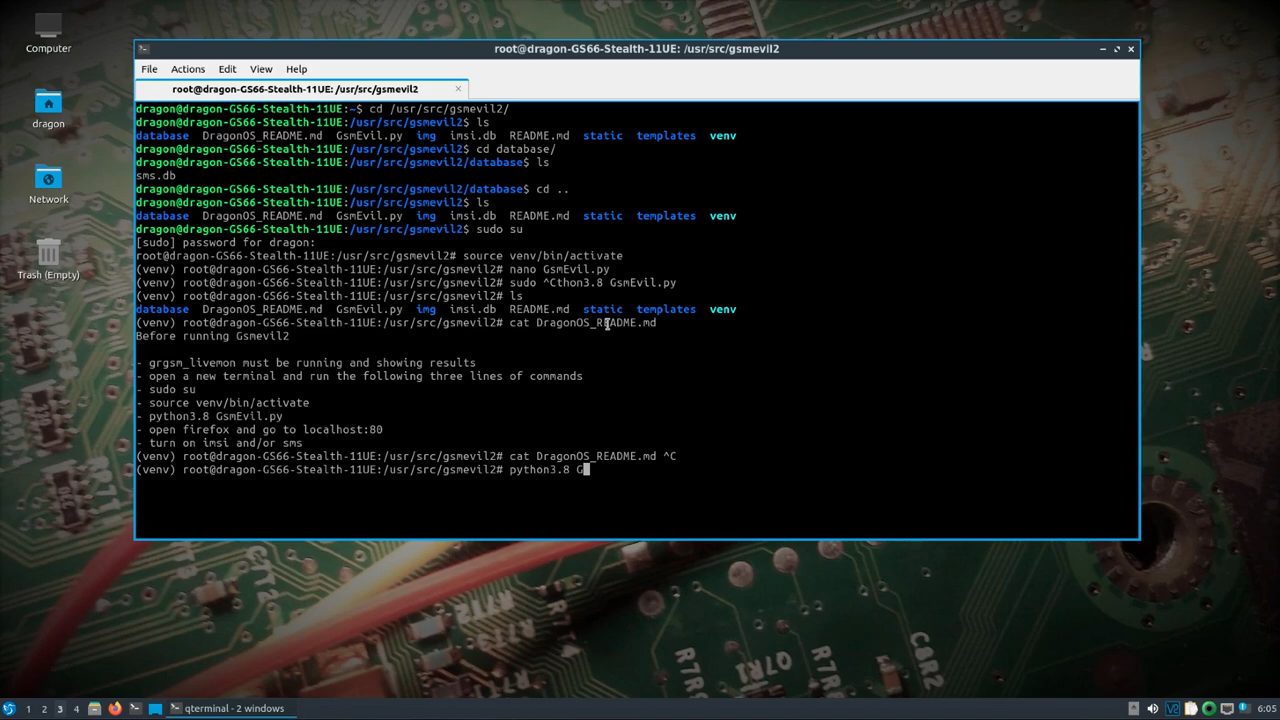 Computer
dragon
Network
Trash (Empty)
root@dragon-GS66-Stealth-11UE: /usr/src/gsmevil2
File Actions Edit View Help
root@dragon-GS66-Stealth-11UE: /usr/src/gsmevil2
dragon@dragon-GS66-Stealth-11UE:~$ cd /usr/src/gsmevil2/
dragon@dragon-GS66-Stealth-11UE:/usr/src/gsmevil2$ ls
database DragonOS_README.md GsmEvil.py img imsi.db README.md static templates venv
dragon@dragon-GS66-Stealth-11UE:/usr/src/gsmevil2$ cd database/
dragon@dragon-GS66-Stealth-11UE:/usr/src/gsmevil2/database$ ls
sms.db
dragon@dragon-GS66-Stealth-11UE:/usr/src/gsmevil2/database$ cd ..
dragon@dragon-GS66-Stealth-11UE:/usr/src/gsmevil2$ ls
database DragonOS_README.md GsmEvil.py img imsi.db README.md static templates venv
dragon@dragon-GS66-Stealth-11UE:/usr/src/gsmevil2$ sudo su
[sudo] password for dragon:
root@dragon-GS66-Stealth-11UE:/usr/src/gsmevil2# source venv/bin/activate
(venv) root@dragon-GS66-Stealth-11UE:/usr/src/gsmevil2# nano GsmEvil.py
(venv) root@dragon-GS66-Stealth-11UE:/usr/src/gsmevil2# sudo ^Cthon3.8 GsmEvil.py
(venv) root@dragon-GS66-Stealth-11UE:/usr/src/gsmevil2# ls
database DragonOS_README.md GsmEvil.py img imsi.db README.md static templates venv
(venv) root@dragon-GS66-Stealth-11UE:/usr/src/gsmevil2# cat DragonOS_README.md
Before running Gsmevil2
- grgsm_livemon must be running and showing results
- open a new terminal and run the following three lines of commands
- sudo su
- source venv/bin/activate
- python3.8 GsmEvil.py
- open firefox and go to localhost:80
- turn on imsi and/or sms
(venv) root@dragon-GS66-Stealth-11UE:/usr/src/gsmevil2# cat DragonOS_README.md ^C
(venv) root@dragon-GS66-Stealth-11UE:/usr/src/gsmevil2# python3.8 G
1 2 3 4 qterminal - 2 windows 6:05